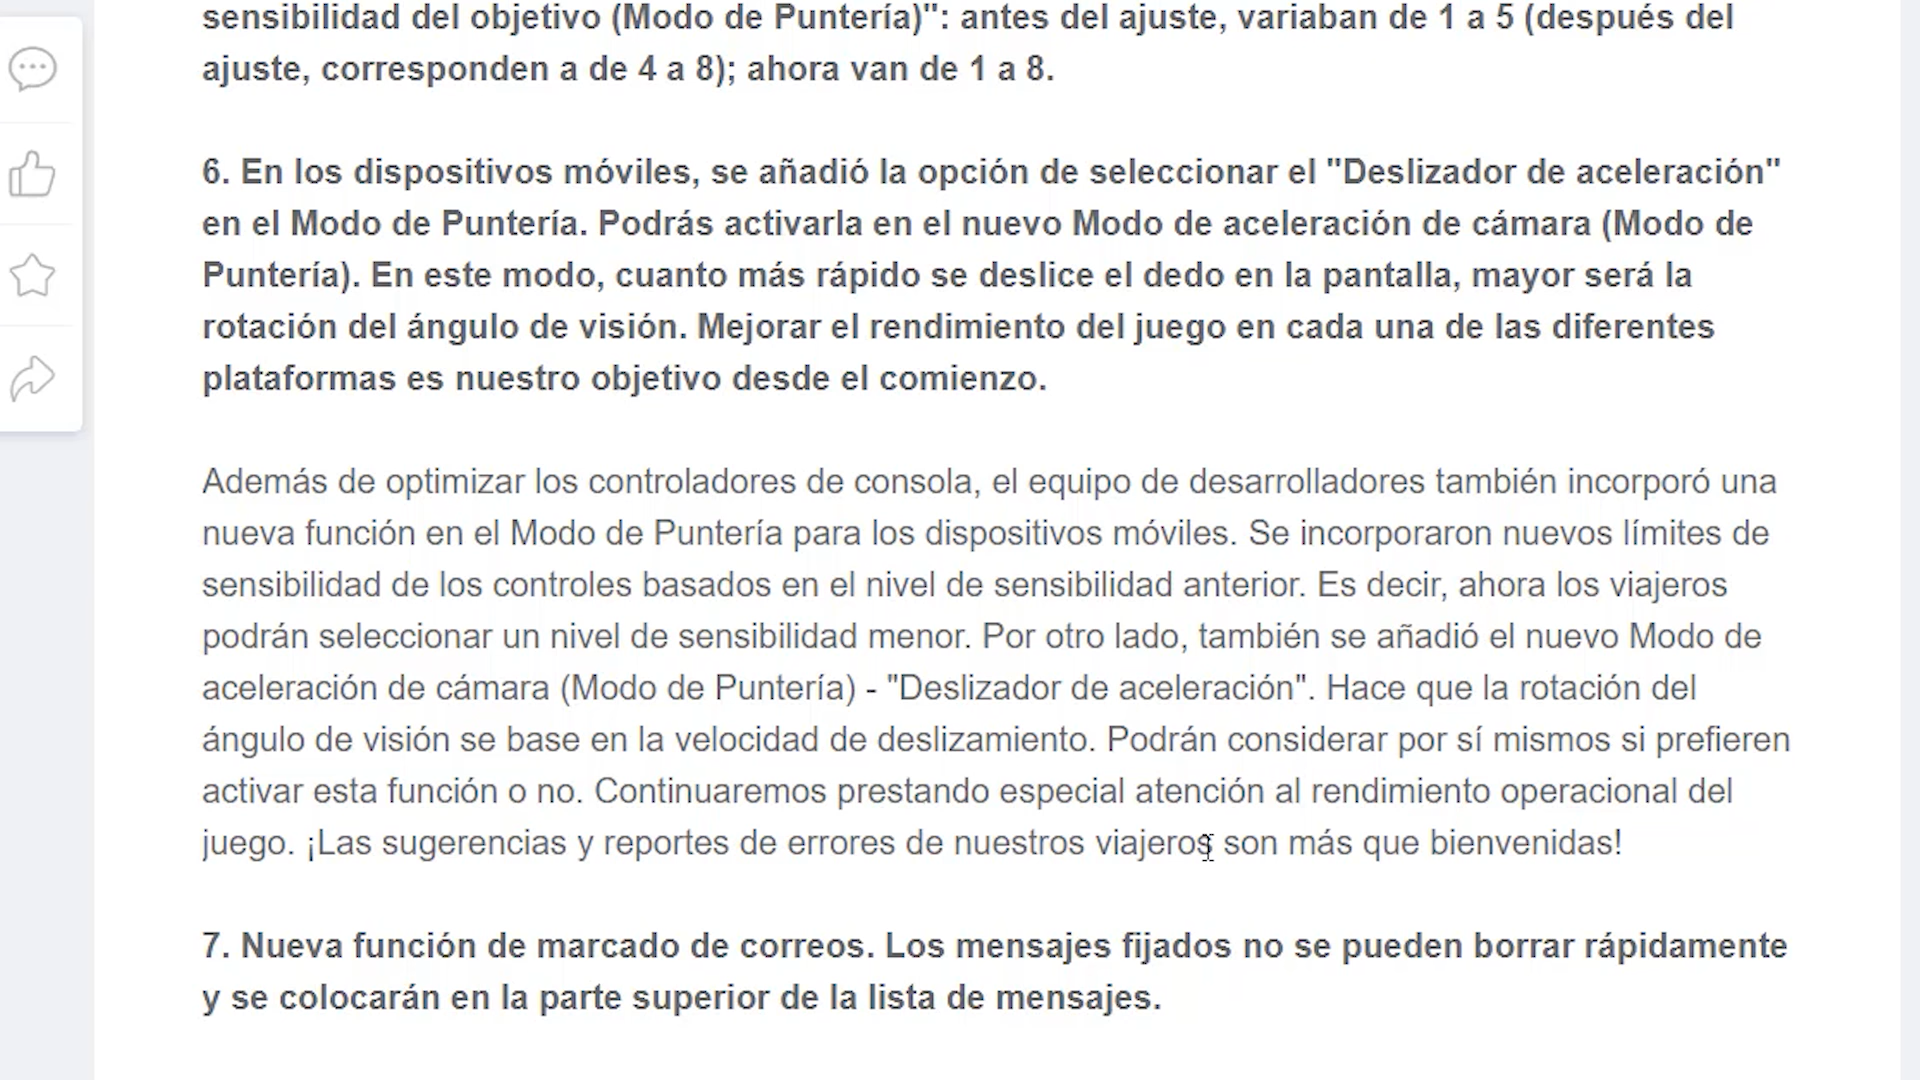 sensibilidad del objetivo (Modo de Puntería)": antes del ajuste, variaban de 1 a 5 (después del
ajuste, corresponden a de 4 a 8); ahora van de 1 a 8.
6. En los dispositivos móviles, se añadió la opción de seleccionar el "Deslizador de aceleración"
en el Modo de Puntería. Podrás activarla en el nuevo Modo de aceleración de cámara (Modo de
Puntería). En este modo, cuanto más rápido se deslice el dedo en la pantalla, mayor será la
rotación del ángulo de visión. Mejorar el rendimiento del juego en cada una de las diferentes
plataformas es nuestro objetivo desde el comienzo.
Además de optimizar los controladores de consola, el equipo de desarrolladores también incorporó una
nueva función en el Modo de Puntería para los dispositivos móviles. Se incorporaron nuevos límites de
sensibilidad de los controles basados en el nivel de sensibilidad anterior. Es decir, ahora los viajeros
podrán seleccionar un nivel de sensibilidad menor. Por otro lado, también se añadió el nuevo Modo de
aceleración de cámara (Modo de Puntería) - "Deslizador de aceleración". Hace que la rotación del
ángulo de visión se base en la velocidad de deslizamiento. Podrán considerar por sí mismos si prefieren
activar esta función o no. Continuaremos prestando especial atención al rendimiento operacional del
juego. ¡Las sugerencias y reportes de errores de nuestros viajeros son más que bienvenidas!
7. Nueva función de marcado de correos. Los mensajes fijados no se pueden borrar rápidamente
y se colocarán en la parte superior de la lista de mensajes.